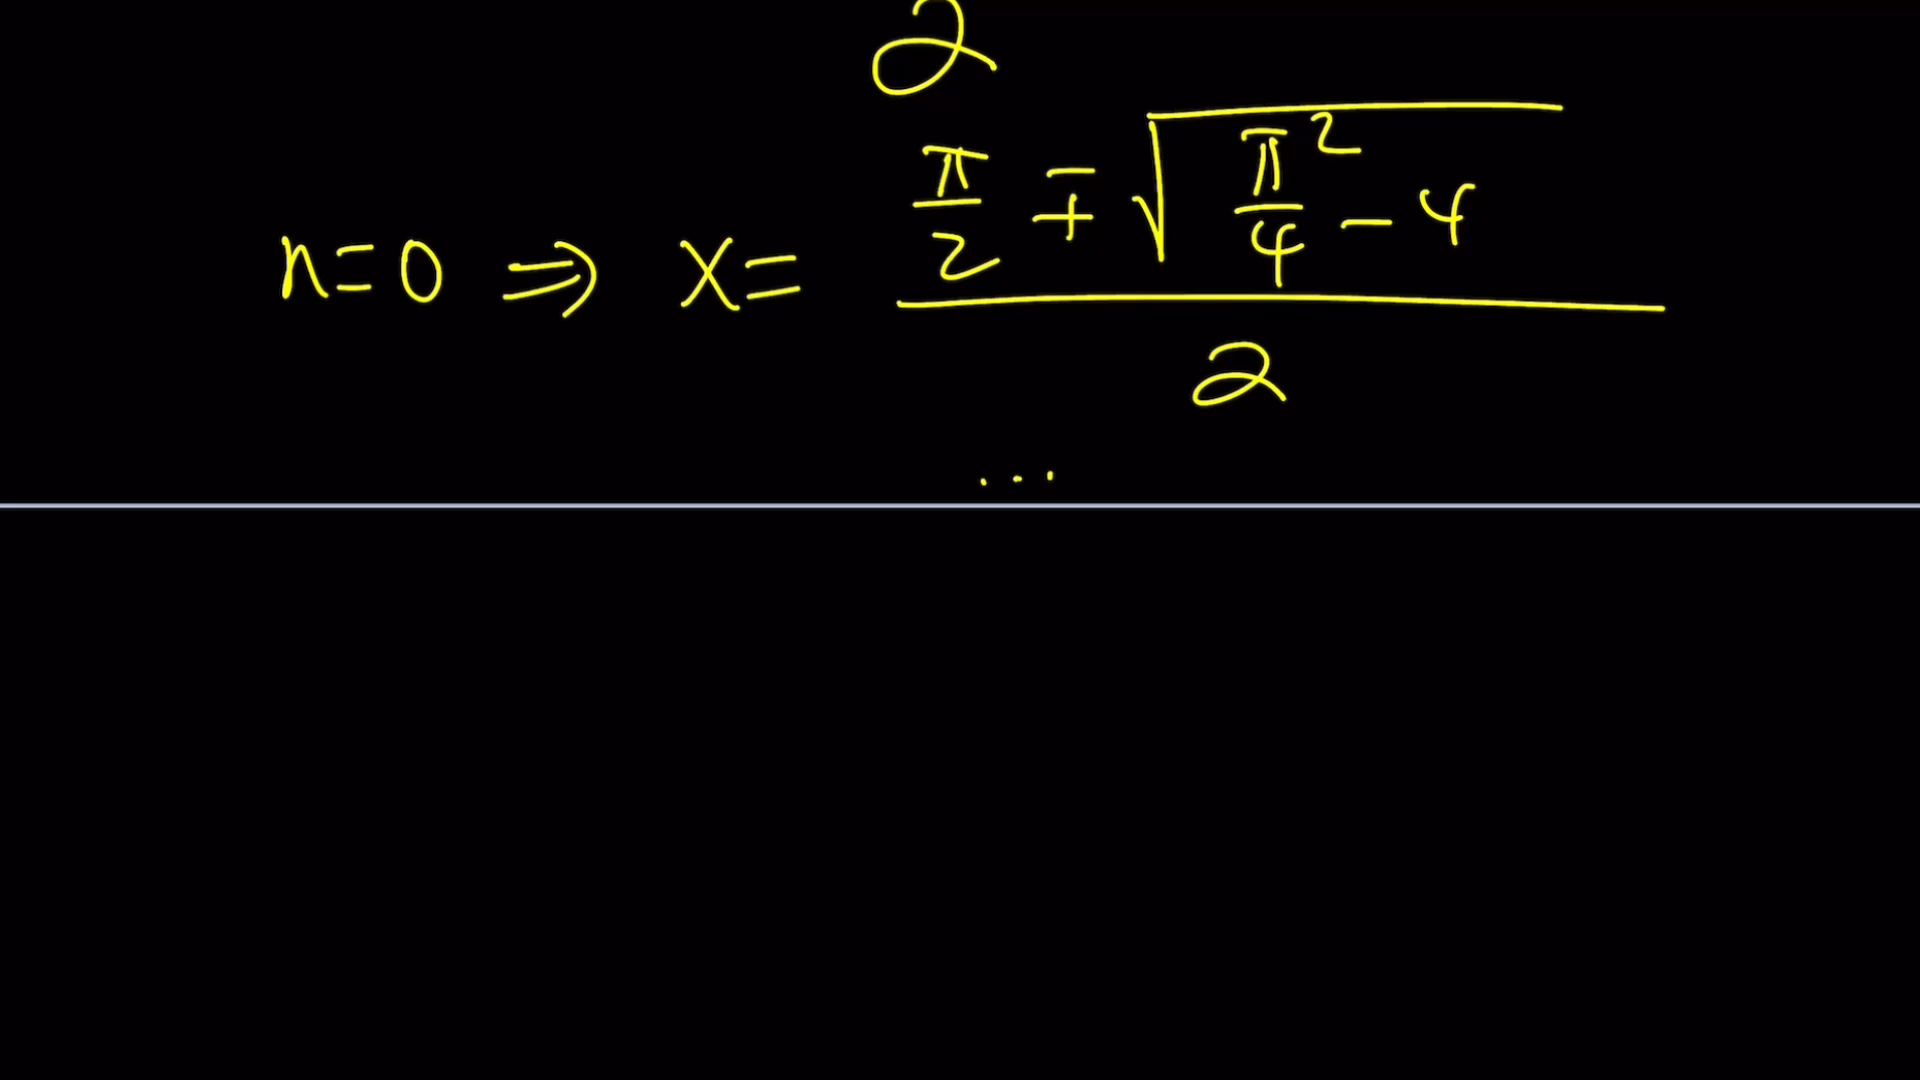 2
n=0 ⇒ x= (π/2 ∓ √(π²/4 - 4))/2
...